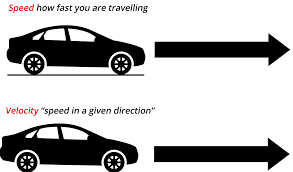 Speed how fast you are travelling
Velocity “speed in a given direction”